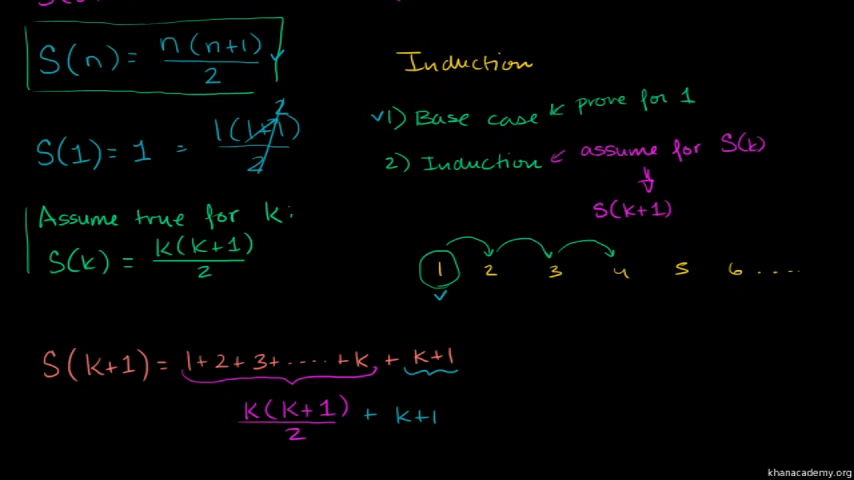 S(n) = n(n+1)/2
Induction
1) Base case ← prove for 1
S(1) = 1 = 1(1+1)/2 2
2) Induction ← assume for S(k)
S(k+1)
Assume true for k:
S(k) = k(k+1)/2
1 2 3 4 5 6 ....
S(k+1) = 1+2+3+.....+k + k+1
k(k+1)/2 + k+1
khanacademy.org